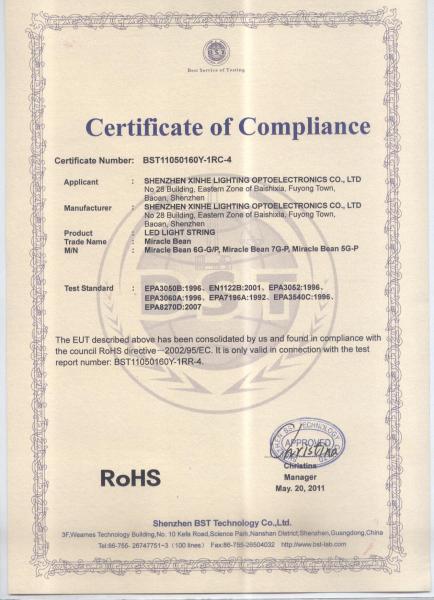 Best Service of Testing
Certificate of Compliance
Certificate Number: BST11050160Y-1RC-4
Applicant : SHENZHEN XINHE LIGHTING OPTOELECTRONICS CO., LTD
No 28 Building, Eastern Zone of Baishixia, Fuyong Town,
Baoan, Shenzhen
Manufacturer : SHENZHEN XINHE LIGHTING OPTOELECTRONICS CO., LTD
No 28 Building, Eastern Zone of Baishixia, Fuyong Town,
Baoan, Shenzhen
Product : LED LIGHT STRING
Trade Name : Miracle Bean
M/N : Miracle Bean 6G-G/P, Miracle Bean 7G-P, Miracle Bean 5G-P
BST
Test Standard : EPA3050B:1996, EN1122B:2001, EPA3052:1996,
EPA3060A:1996, EPA7196A:1992, EPA3540C:1996,
EPA8270D:2007
The EUT described above has been consolidated by us and found in compliance with
the council RoHS directive—2002/95/EC. It is only valid in connection with the test
report number: BST11050160Y-1RR-4.
BST TECHNOLOGY
APPROVED
Christina
RoHS
Christina
Manager
May. 20, 2011
Shenzhen BST Technology Co.,Ltd.
3F,Weames Technology Building,No. 10 Kefa Road,Science Park,Nanshan District,Shenzhen,Guangdong,China
Tel:86-755- 26747751~3 (100 lines) Fax:86-755-26504032 http://www.bst-lab.com